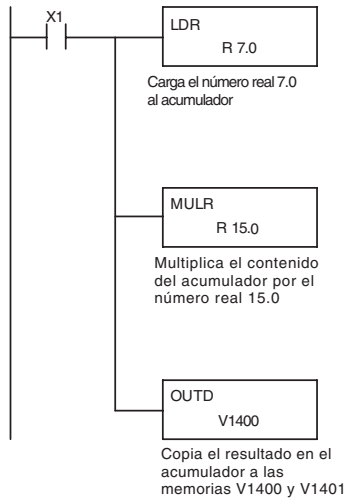 X1
LDR
R 7.0
Carga el número real 7.0
al acumulador
MULR
R 15.0
Multiplica el contenido
del acumulador por el
número real 15.0
OUTD
V1400
Copia el resultado en el
acumulador a las
memorias V1400 y V1401